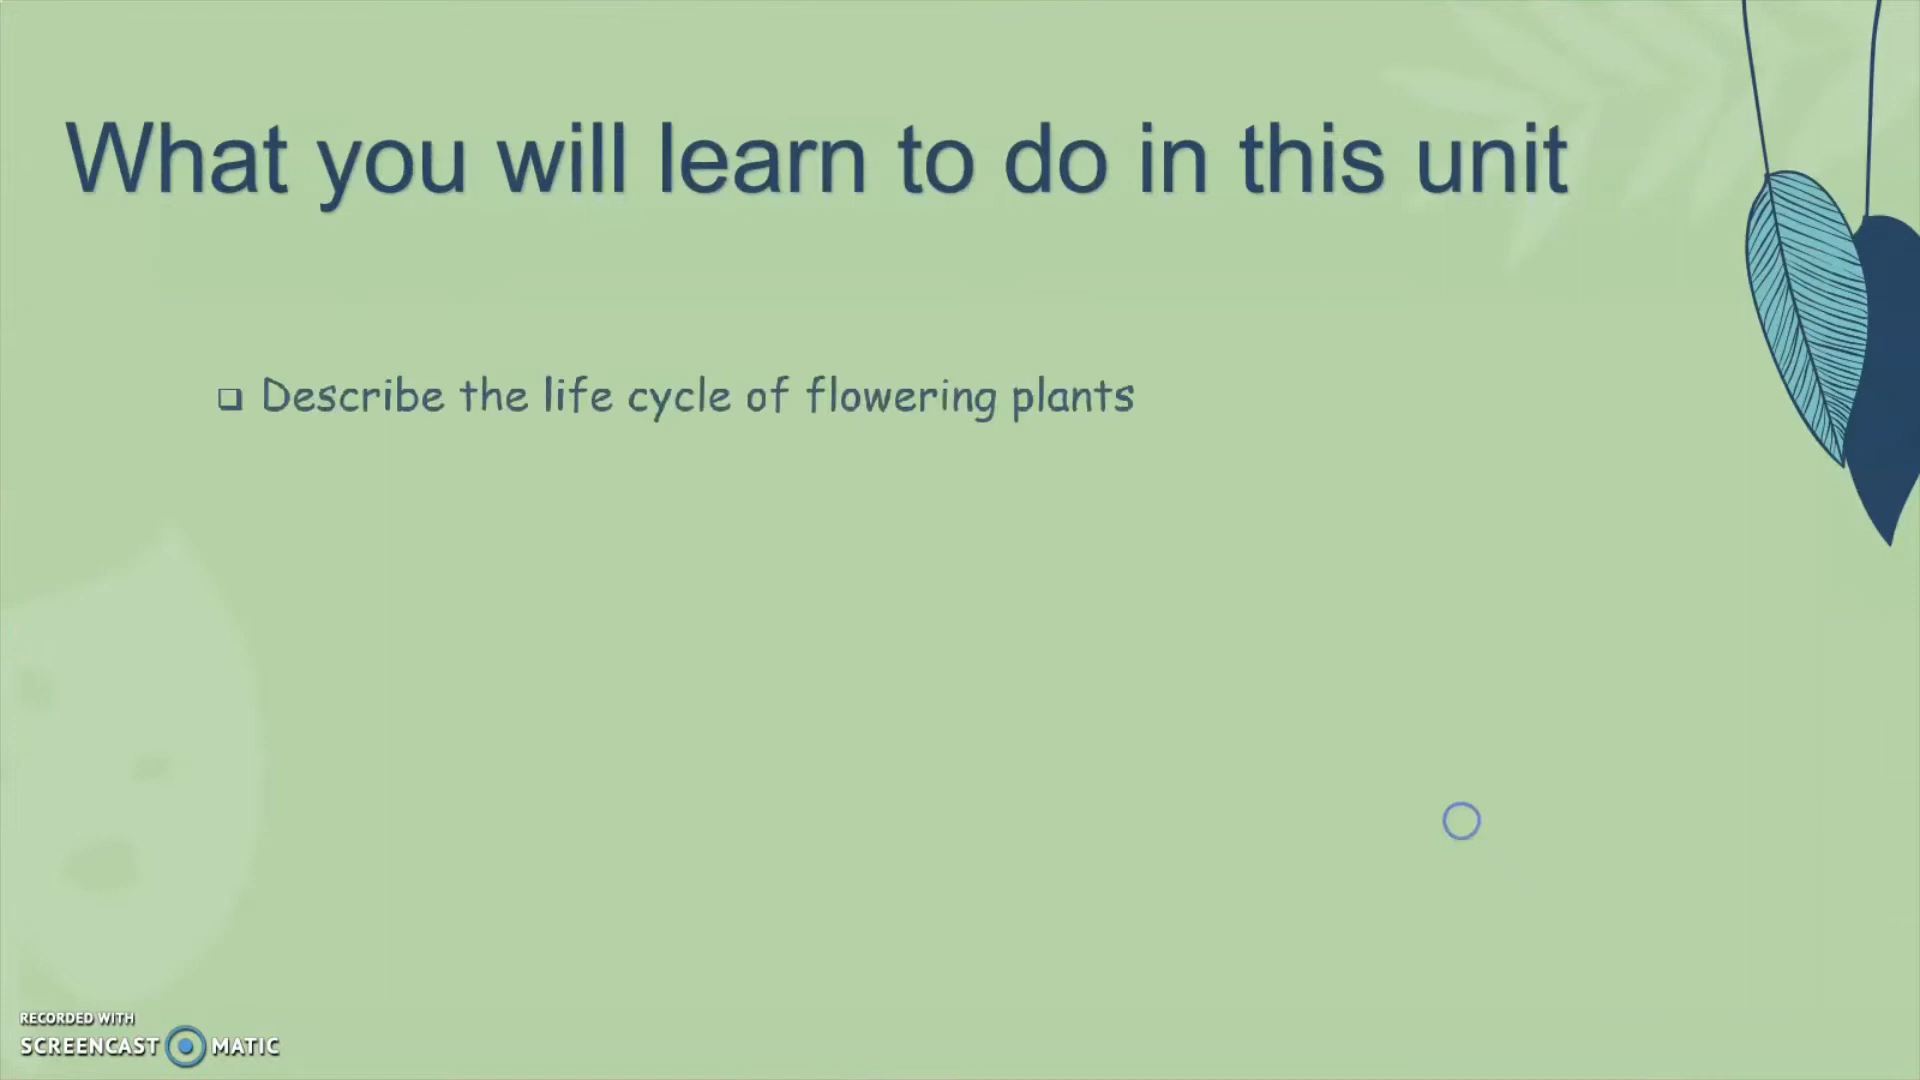 What you will learn to do in this unit
❑ Describe the life cycle of flowering plants
RECORDED WITH
SCREENCAST MATIC